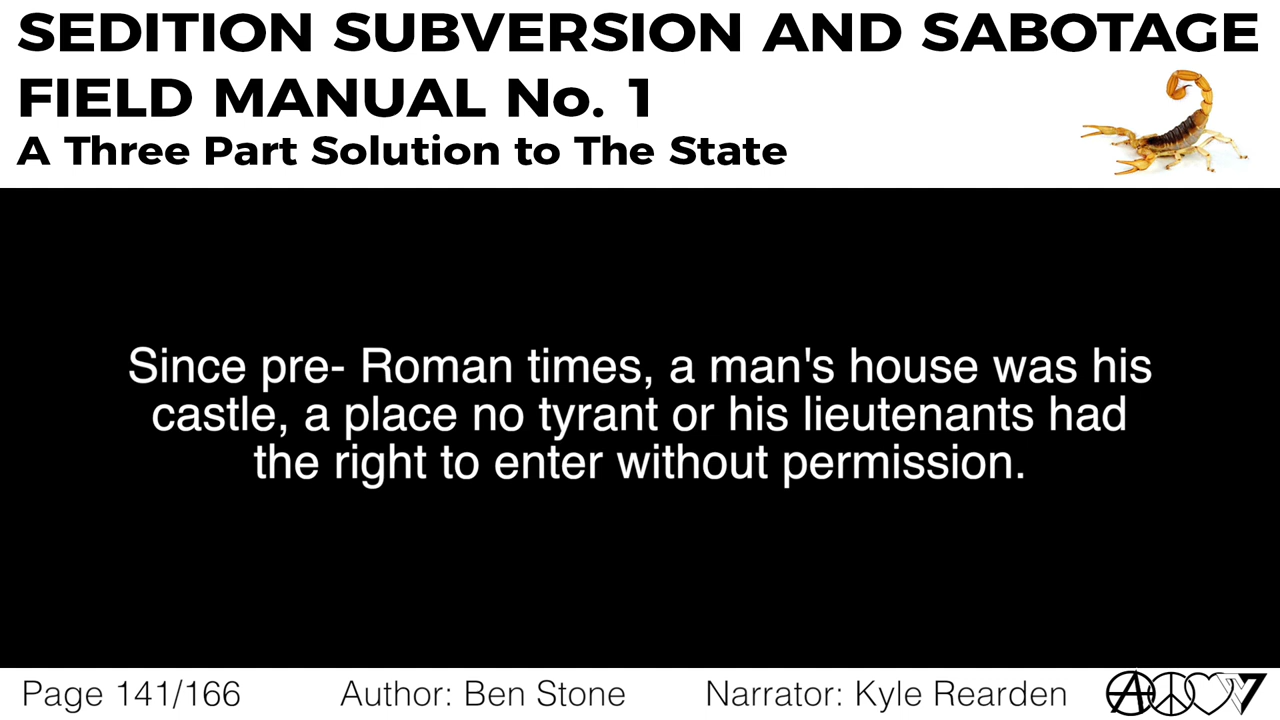 SEDITION SUBVERSION AND SABOTAGE
FIELD MANUAL No. 1
A Three Part Solution to The State
Since pre- Roman times, a man's house was his
castle, a place no tyrant or his lieutenants had
the right to enter without permission.
Page 141/166 Author: Ben Stone Narrator: Kyle Rearden